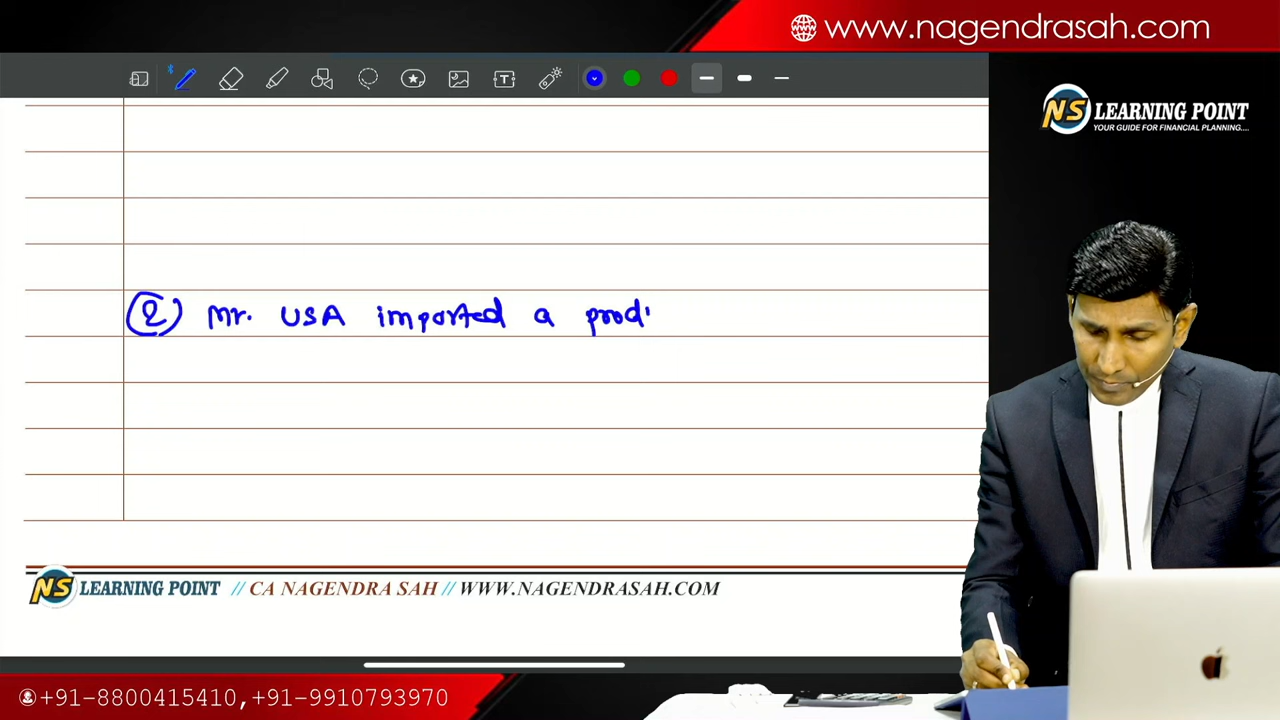 www.nagendrasah.com
NS LEARNING POINT
YOUR GUIDE FOR FINANCIAL PLANNING....
T
(2) Mr. USA imported a prod
NS LEARNING POINT // CA NAGENDRA SAH // WWW.NAGENDRASAH.COM
+91-8800415410,+91-9910793970